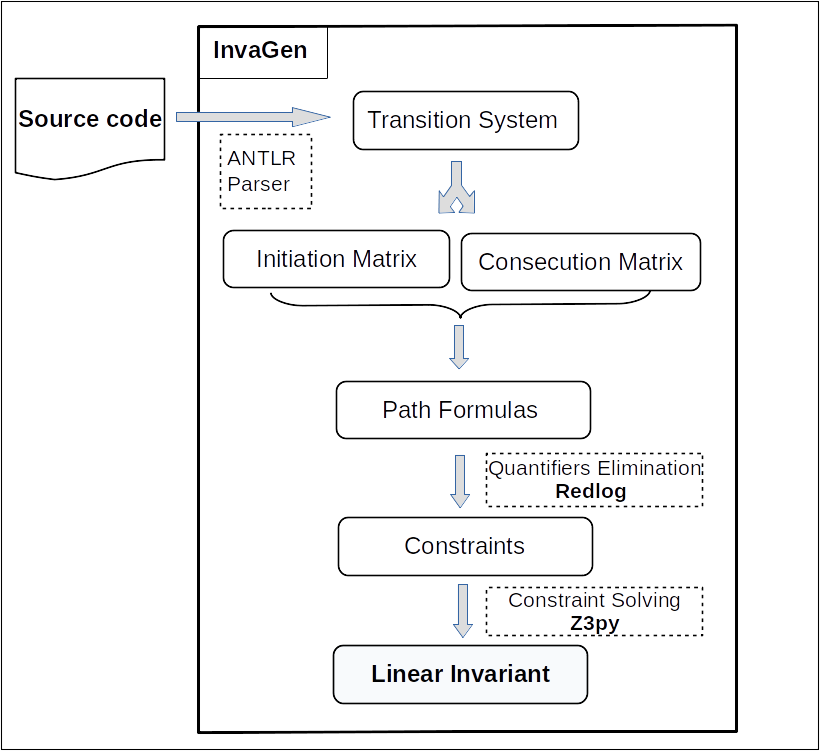 InvaGen
Source code
Transition System
ANTLR
Parser
Initiation Matrix
Consecution Matrix
Path Formulas
Quantifiers Elimination
Redlog
Constraints
Constraint Solving
Z3py
Linear Invariant